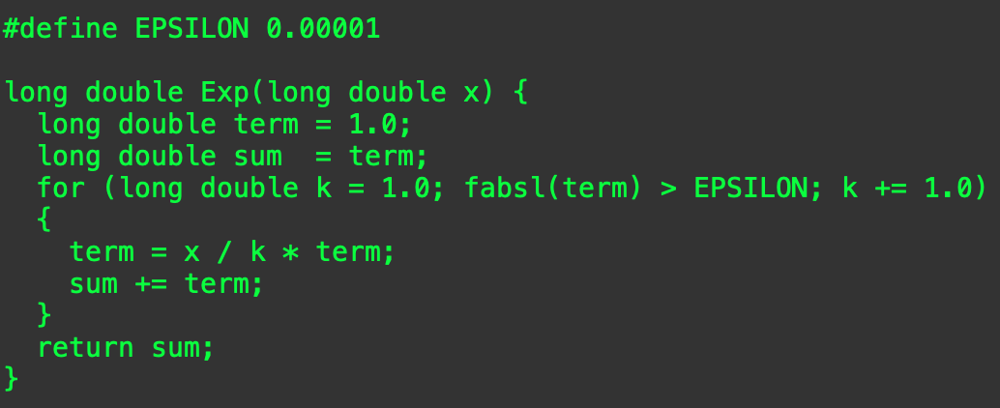 #define EPSILON 0.00001

long double Exp(long double x) {
  long double term = 1.0;
  long double sum  = term;
  for (long double k = 1.0; fabsl(term) > EPSILON; k += 1.0)
  {
    term = x / k * term;
    sum += term;
  }
  return sum;
}